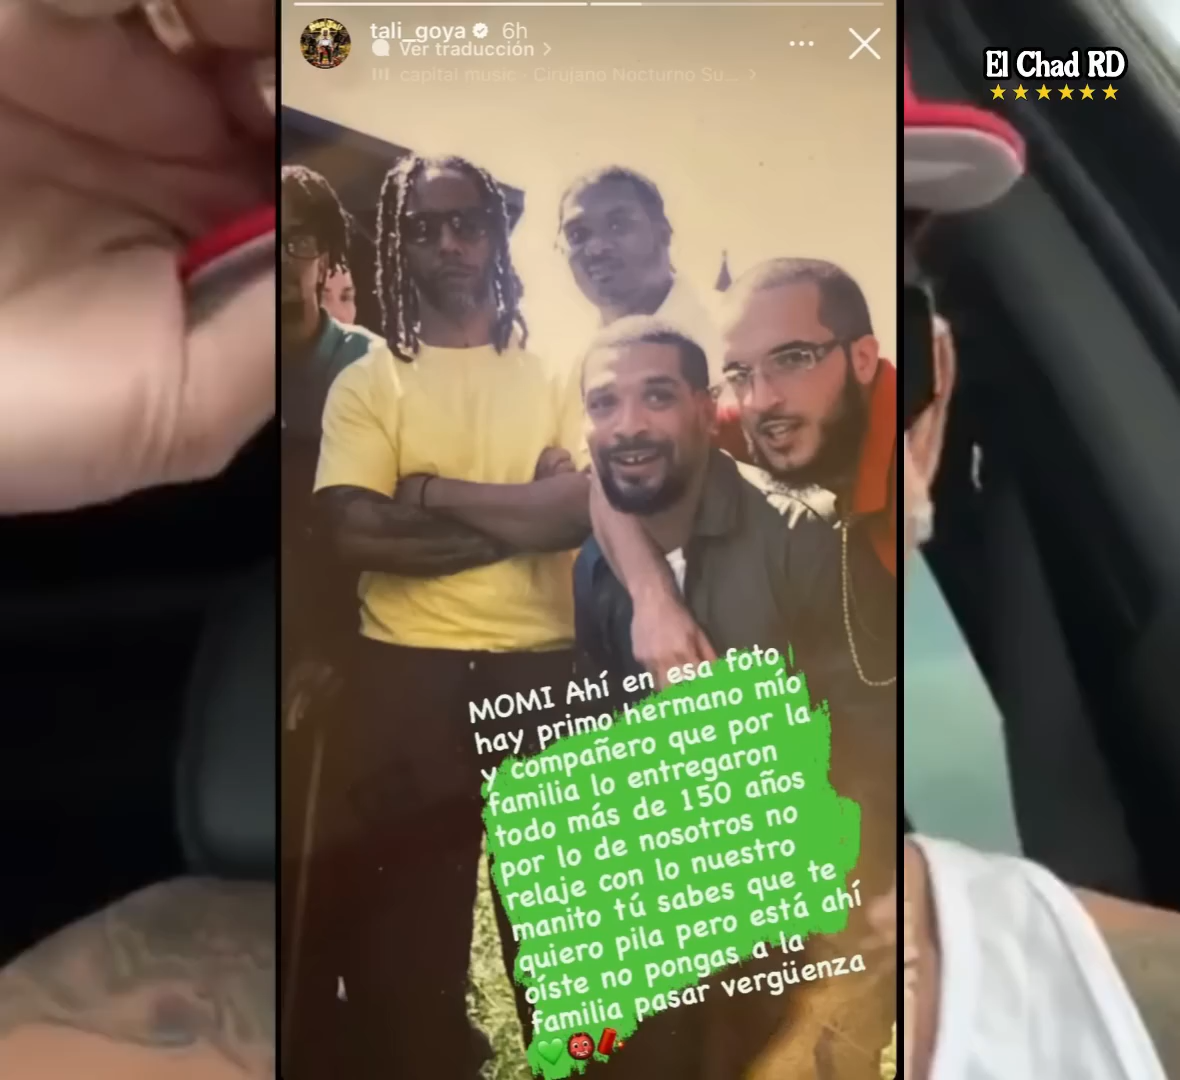 tali_goya 6h
Ver traducción
capital music · Cirujano Nocturno Su...
El Chad RD
MOMI Ahí en esa foto
hay primo hermano mío
y compañero que por la
familia lo entregaron
todo más de 150 años
por lo de nosotros no
relaje con lo nuestro
manito tú sabes que te
quiero pila pero está ahí
oíste no pongas a la
familia pasar vergüenza
💚👹🧨